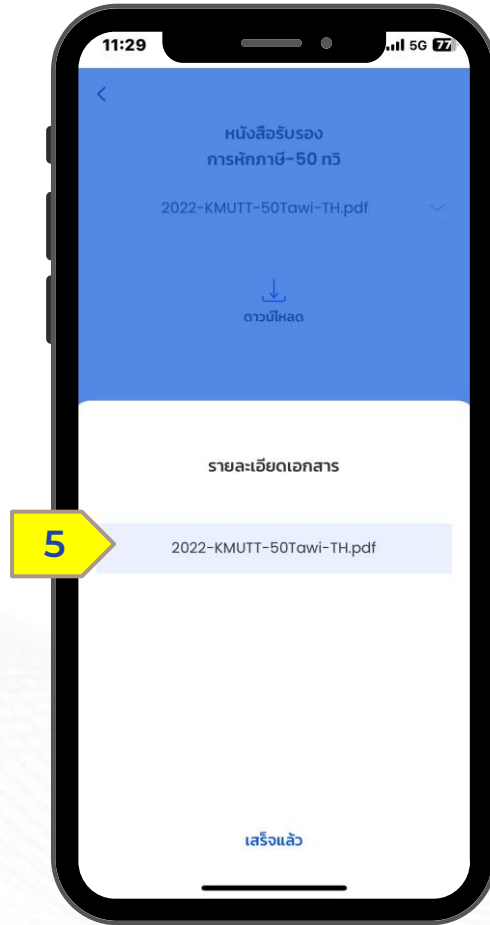 11:29
5G 77
หนังสือรับรอง
การหักภาษี-50 ทวิ
2022-KMUTT-50Tawi-TH.pdf
ดาวน์โหลด
รายละเอียดเอกสาร
5
2022-KMUTT-50Tawi-TH.pdf
เสร็จแล้ว